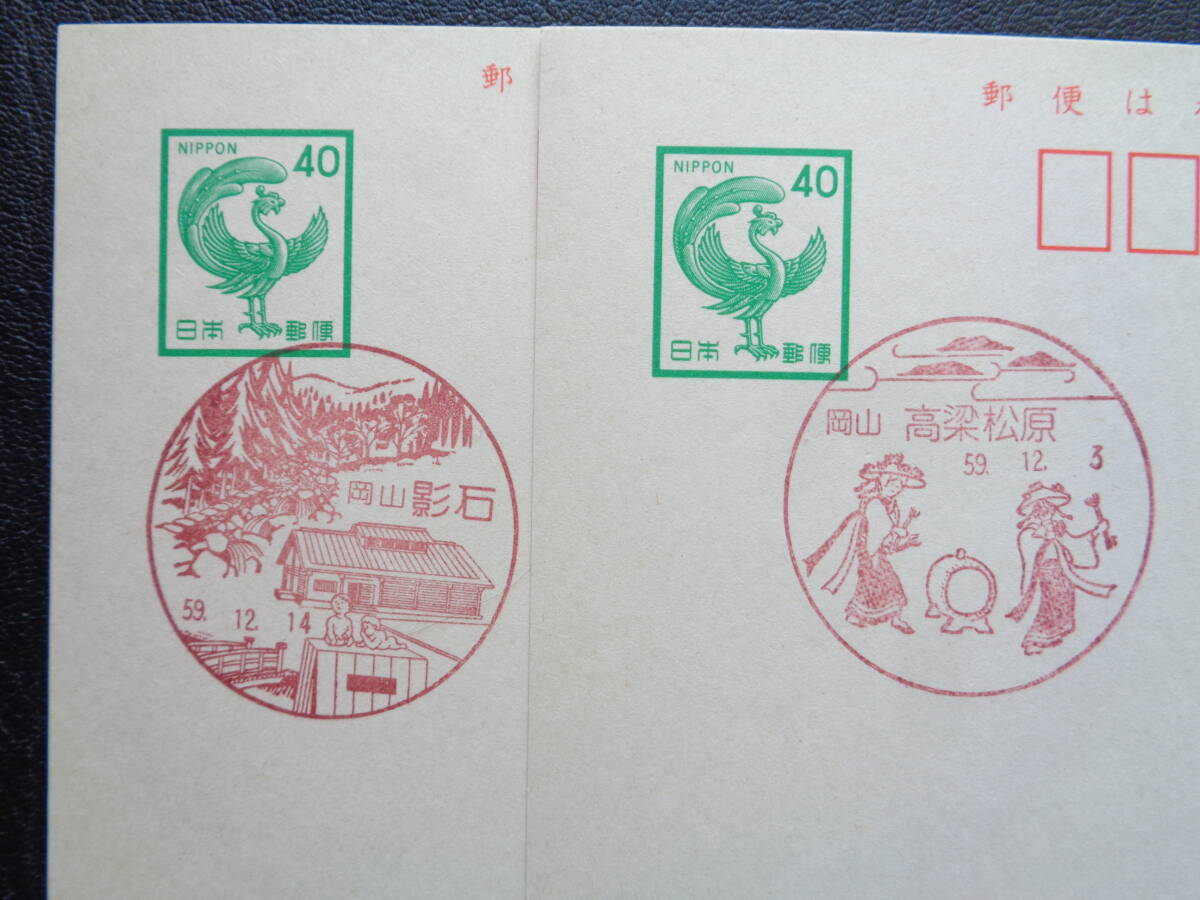 郵
NIPPON 40
日本 郵便
岡山 影石
59. 12. 14
郵便は
NIPPON 40
日本 郵便
岡山 高梁松原
59. 12. 3